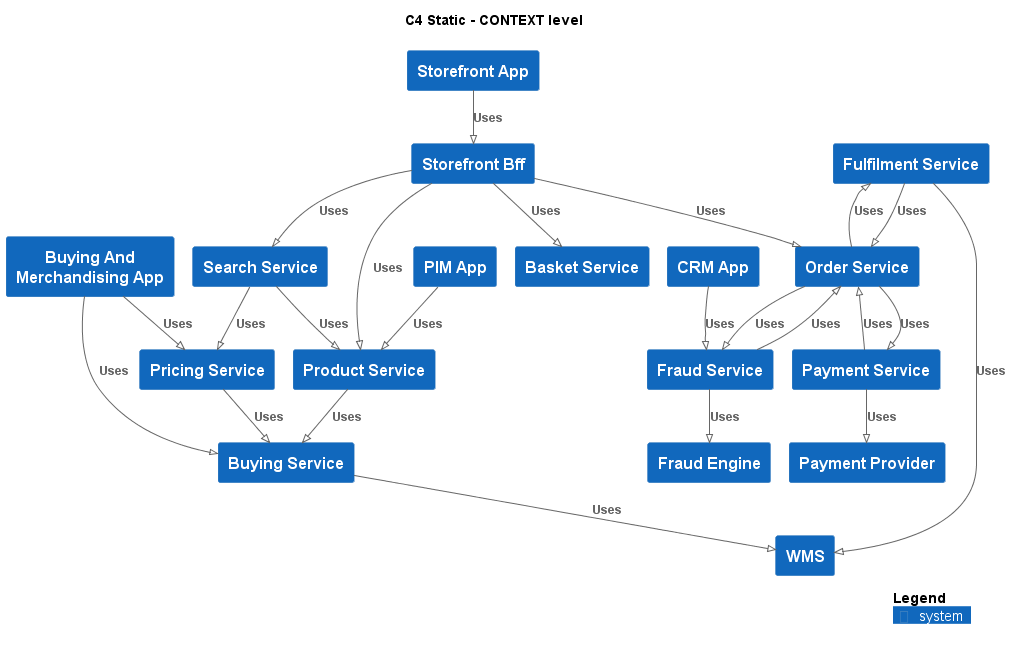 C4 Static - CONTEXT level
Storefront App
Uses
Storefront Bff
Fulfilment Service
Uses
Uses
Uses
Uses
Uses
Buying And
Merchandising App
Search Service
Uses
PIM App
Basket Service
CRM App
Order Service
Uses
Uses
Uses
Uses
Uses
Uses
Uses
Uses
Uses
Uses
Uses
Pricing Service
Product Service
Fraud Service
Payment Service
Uses
Uses
Uses
Uses
Buying Service
Fraud Engine
Payment Provider
Uses
WMS
Legend
system